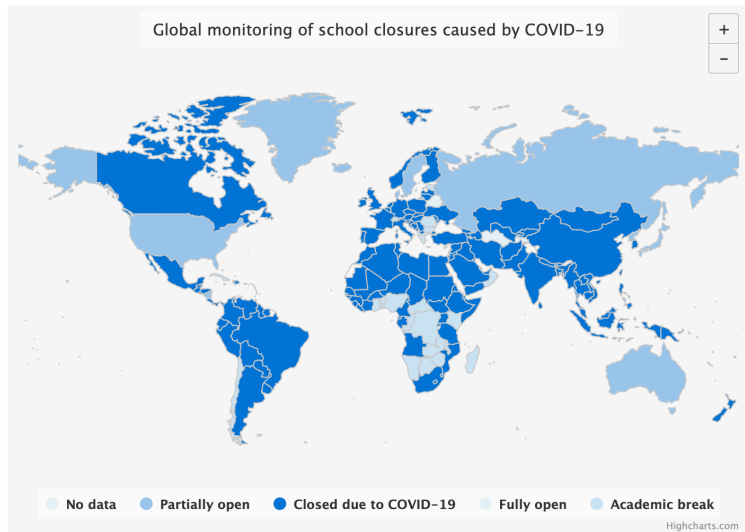 Global monitoring of school closures caused by COVID-19
+
-
No data Partially open Closed due to COVID-19 Fully open Academic break
Highcharts.com